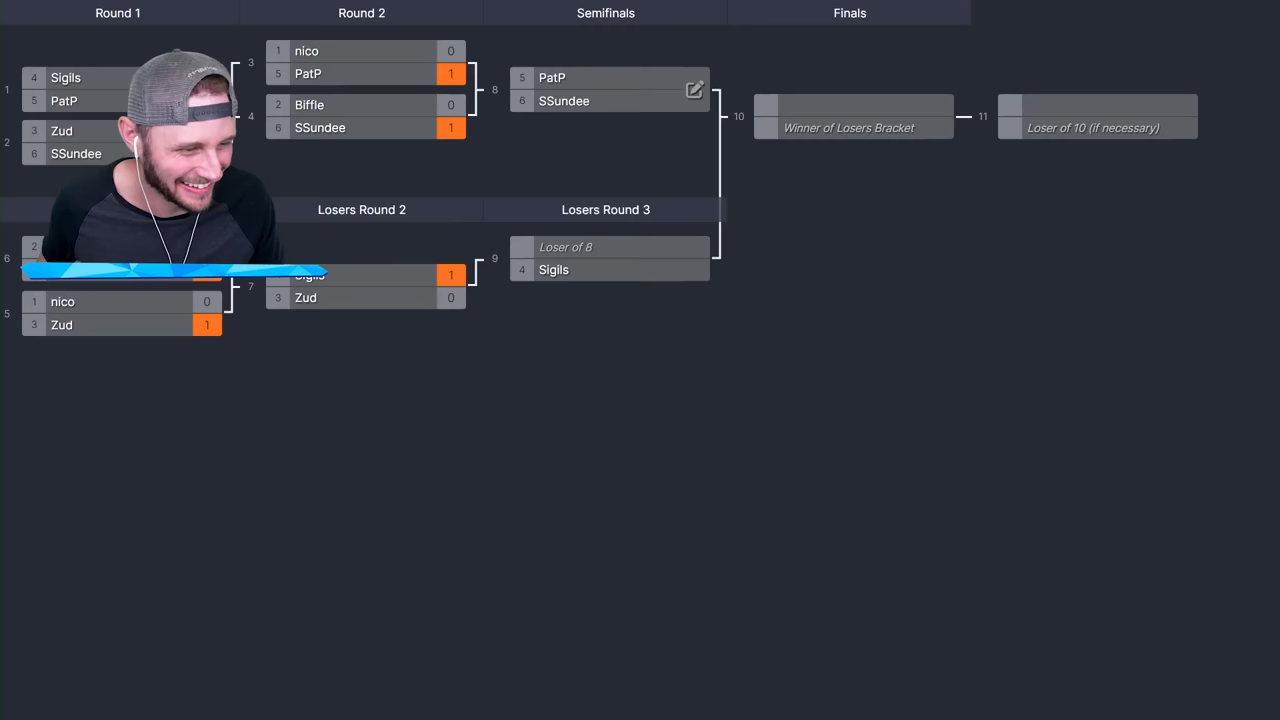 Round 1
Round 2
Semifinals
Finals
1
4 Sigils
5 PatP
2
3 Zud
6 SSundee
3
1 nico 0
5 PatP 1
4
2 Biffle 0
6 SSundee 1
8
5 PatP
6 SSundee
10
Winner of Losers Bracket
11
Loser of 10 (if necessary)
Losers Round 2
Losers Round 3
6
2
5
1 nico 0
3 Zud 1
7
Sigils 1
3 Zud 0
9
Loser of 8
4 Sigils